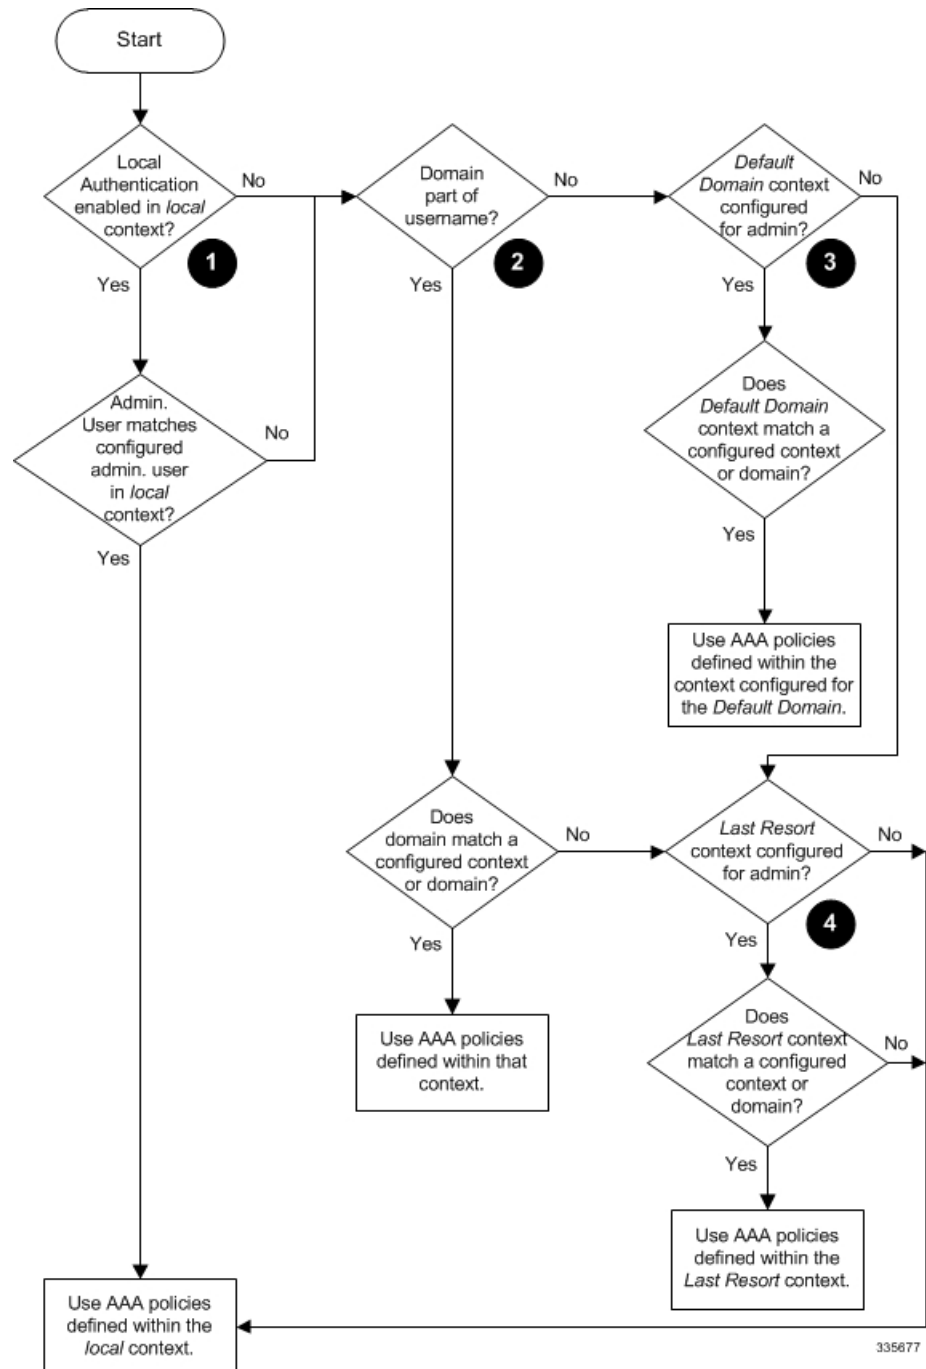 Start
Local
Authentication
enabled in local
context?
No
1
Yes
Domain
part of
username?
No
2
Yes
Default
Domain context
configured
for admin?
No
3
Yes
Admin.
User matches
configured
admin. user
in local
context?
No
Yes
Does
Default Domain
context match a
configured context
or domain?
Yes
Use AAA policies
defined within the
context configured for
the Default Domain.
Does
domain match a
configured context
or domain?
No
Yes
Last Resort
context configured
for admin?
No
4
Yes
Use AAA policies
defined within that
context.
Does
Last Resort context
match a configured
context or
domain?
No
Yes
Use AAA policies
defined within the
Last Resort context.
Use AAA policies
defined within the
local context.
335677